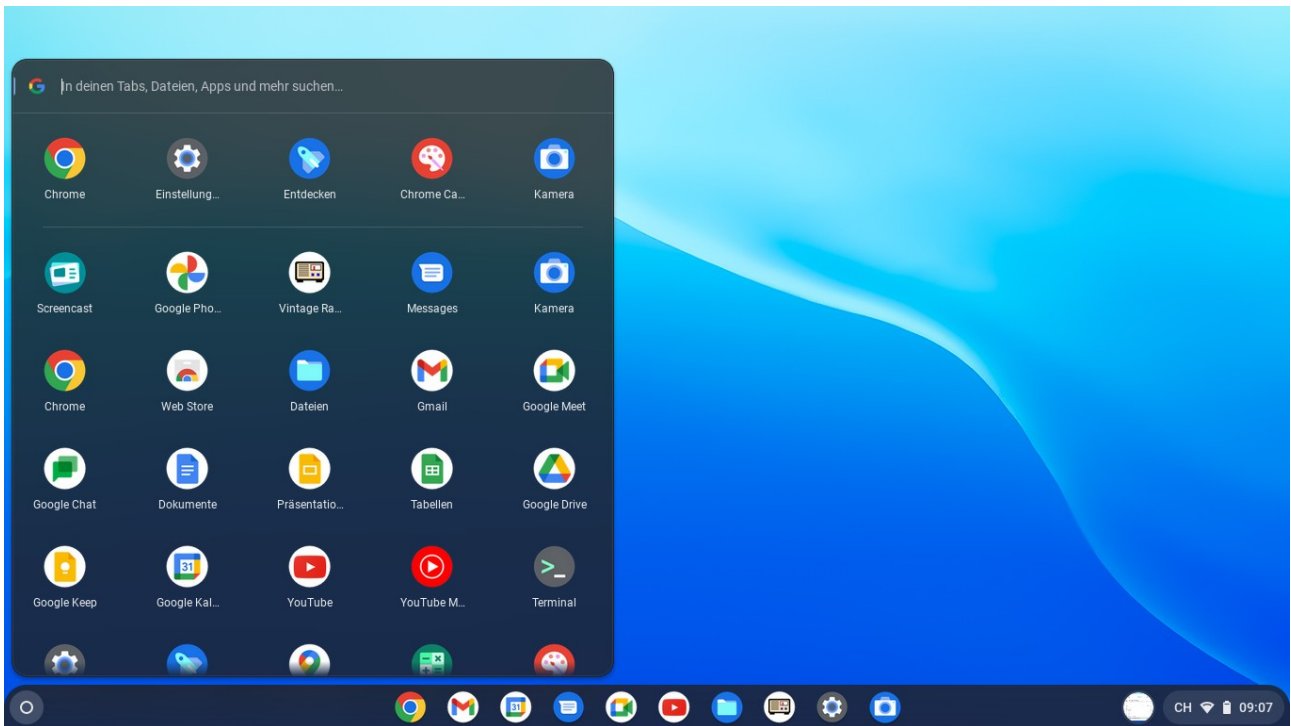 In deinen Tabs, Dateien, Apps und mehr suchen…
Chrome
Einstellung…
Entdecken
Chrome Ca…
Kamera
Screencast
Google Pho…
Vintage Ra…
Messages
Kamera
Chrome
Web Store
Dateien
Gmail
Google Meet
Google Chat
Dokumente
Präsentatio…
Tabellen
Google Drive
Google Keep
31
Google Kal…
YouTube
YouTube M…
>_
Terminal
31
CH 09:07